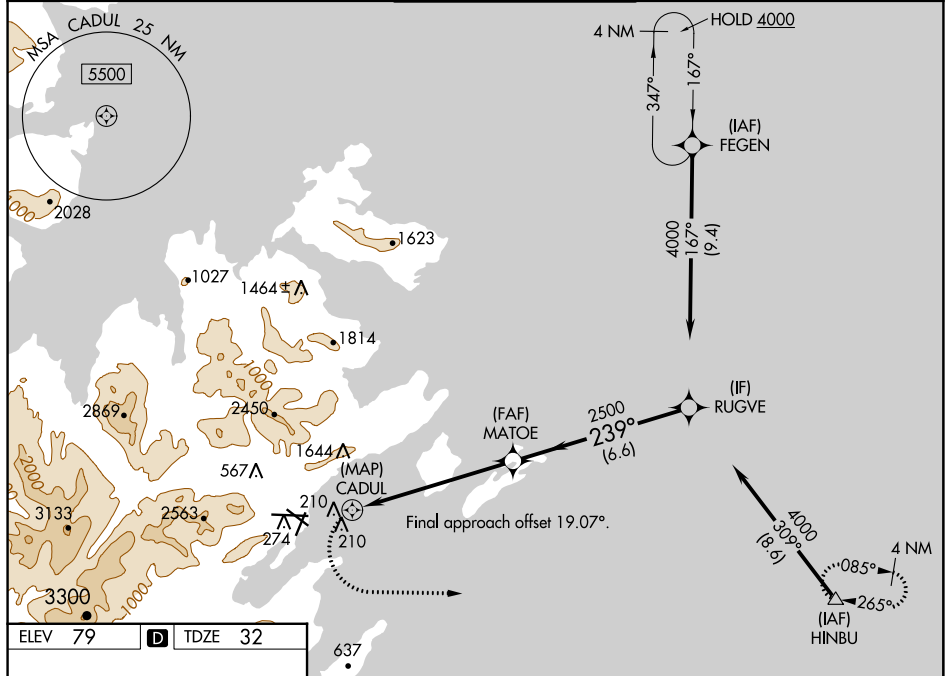 MSA CADUL 25 NM
5500
HOLD 4000
4 NM
347°
167°
(IAF)
FEGEN
4000
167°
(9.4)
1000
2028
1623
1027
1464 ±
1814
1000
2869
2450
(IF)
RUGVE
2500
239°
(6.6)
(FAF)
MATOE
1644
567
(MAP)
CADUL
2000
3133
2563
210
274
210
Final approach offset 19.07°.
4000
309°
(8.6)
4 NM
085°
265°
(IAF)
HINBU
3300
1000
ELEV 79 D TDZE 32
637